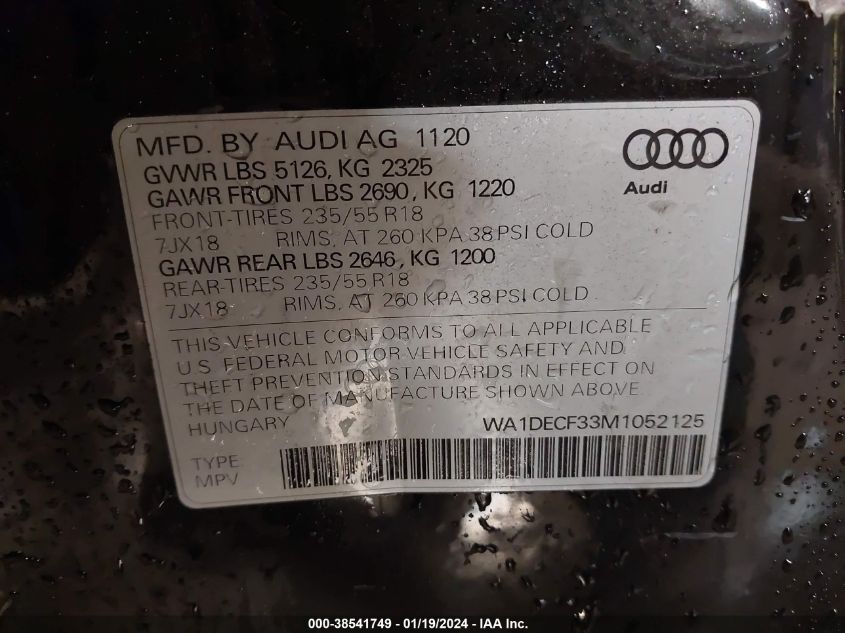 MFD. BY AUDI AG 1120
GVWR LBS 5126, KG 2325
GAWR FRONT LBS 2690, KG 1220
FRONT-TIRES 235/55 R18
7JX18 RIMS, AT 260 KPA 38 PSI COLD
GAWR REAR LBS 2646, KG 1200
REAR-TIRES 235/55 R18
7JX18 RIMS, AT 260 KPA 38 PSI COLD
Audi
THIS VEHICLE CONFORMS TO ALL APPLICABLE
U.S. FEDERAL MOTOR VEHICLE SAFETY AND
THEFT PREVENTION STANDARDS IN EFFECT ON
THE DATE OF MANUFACTURE SHOWN ABOVE.
HUNGARY WA1DECF33M1052125
TYPE:
MPV
000-38541749 - 01/19/2024 - IAA Inc.